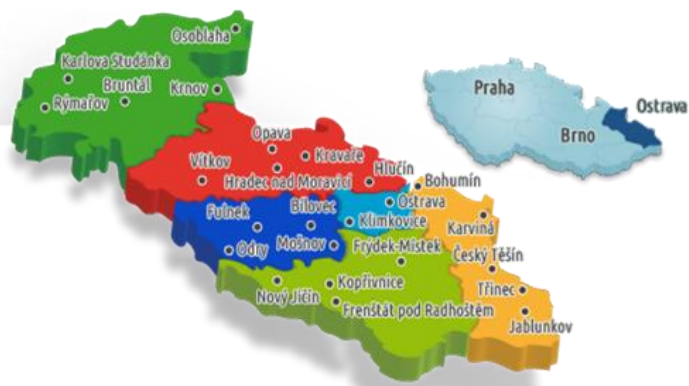 Osoblaha
Karlova Studánka
Bruntál
Krnov
Rýmařov
Praha
Ostrava
Brno
Opava
Kravaře
Vítkov
Hradec nad Moravicí
Hlučín
Bohumín
Ostrava
Klimkovice
Karviná
Fulnek
Bílovec
Odry
Mošnov
Frýdek-Místek
Český Těšín
Kopřivnice
Nový Jičín
Třinec
Frenštát pod Radhoštěm
Jablunkov